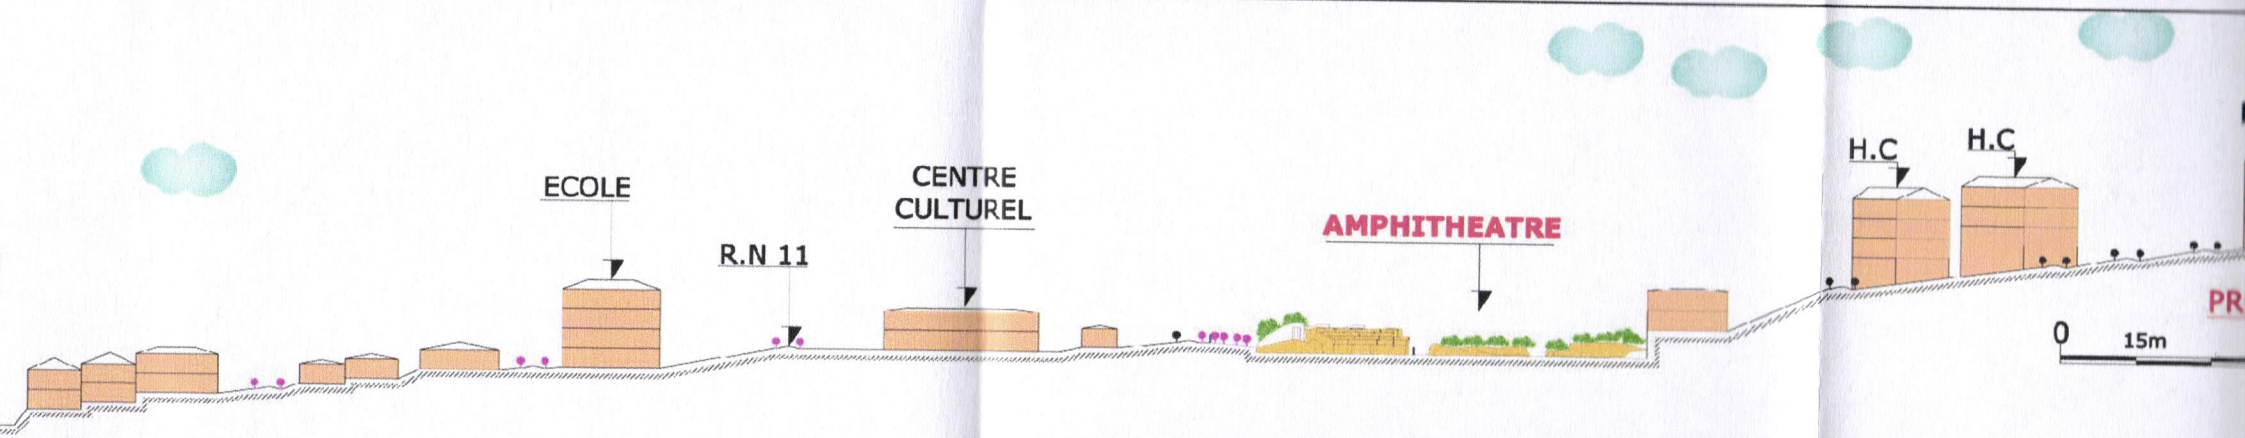 ECOLE
R.N 11
CENTRE
CULTUREL
AMPHITHEATRE
H.C
H.C
PR
0
15m